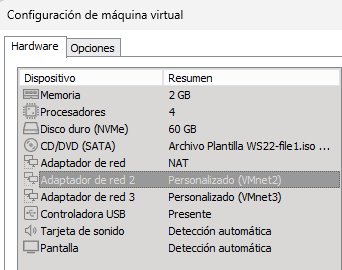 Configuración de máquina virtual
Hardware Opciones
Dispositivo Resumen
Memoria 2 GB
Procesadores 4
Disco duro (NVMe) 60 GB
CD/DVD (SATA) Archivo Plantilla WS22-file1.iso ...
Adaptador de red NAT
Adaptador de red 2 Personalizado (VMnet2)
Adaptador de red 3 Personalizado (VMnet3)
Controladora USB Presente
Tarjeta de sonido Detección automática
Pantalla Detección automática